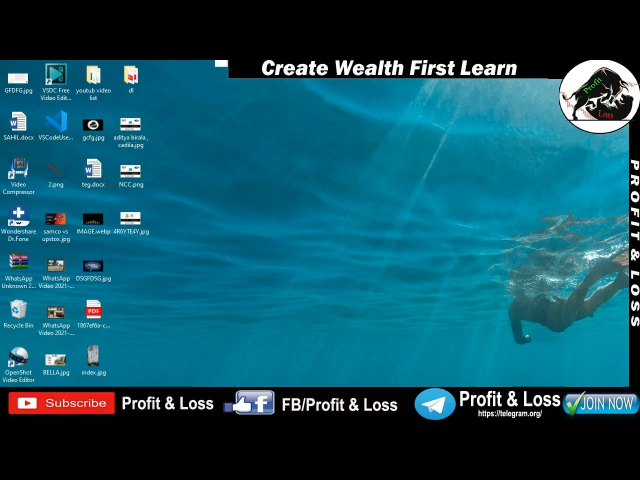 Create Wealth First Learn
Profit
Loss
PROFIT & LOSS
GFDFG.jpg
VSDC Free
Video Edit...
youtub video
list
dl
SAHIL.docx
VSCodeUse...
gcfg.jpg
aditya birala ,
cadila.jpg
Video
Compressor
2.png
teg.docx
NCC.png
Wondershare
Dr.Fone
samco vs
upstox.jpg
IMAGE.webp
4R6YTE4Y.jpg
WhatsApp
Unknown 2...
WhatsApp
Video 2021-...
DSGFDSG.jpg
Recycle Bin
WhatsApp
Video 2021-...
PDF
1867ef6a-c...
OpenShot
Video Editor
BELLA.jpg
index.jpg
Subscribe
Profit & Loss
FB/Profit & Loss
Profit & Loss
https://telegram.org/
JOIN NOW